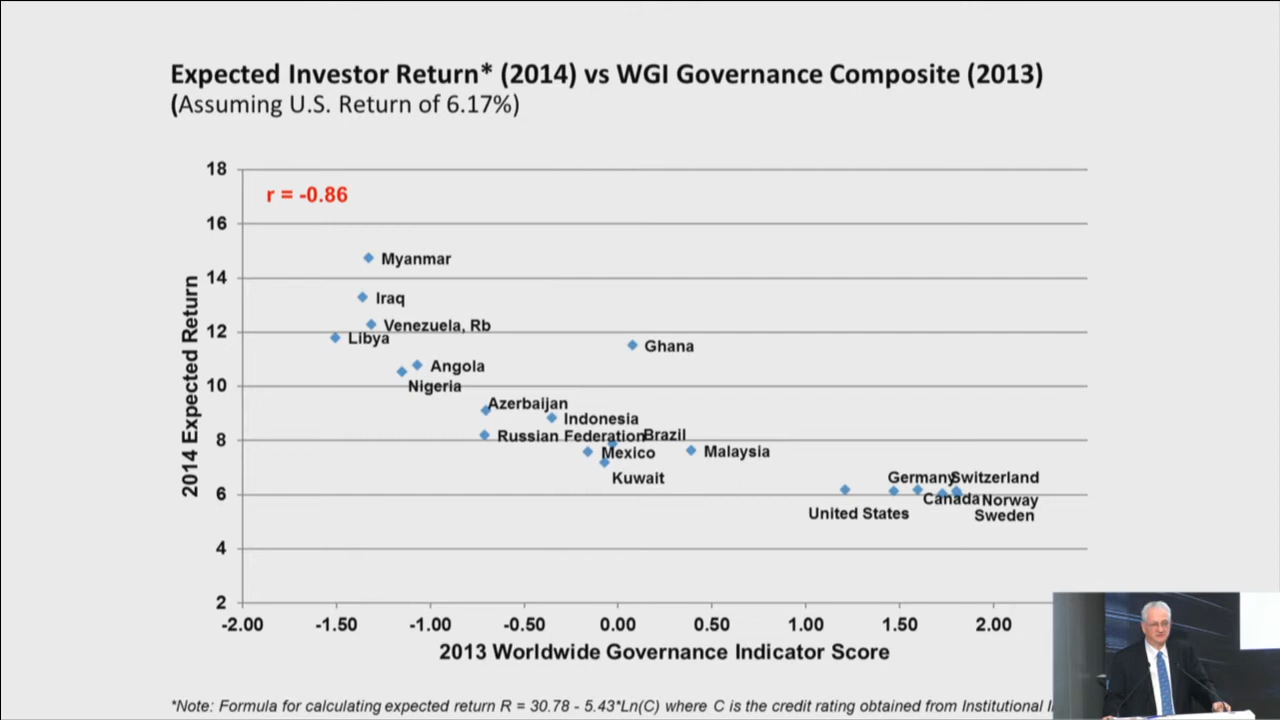 Expected Investor Return* (2014) vs WGI Governance Composite (2013)
(Assuming U.S. Return of 6.17%)
18
r = -0.86
16
Myanmar
14
Iraq
Venezuela, Rb
12
Libya
Ghana
Angola
10
Nigeria
Azerbaijan
Indonesia
Russian Federation
Brazil
8
Mexico
Malaysia
Kuwait
Germany
Switzerland
6
Canada
Norway
United States
Sweden
4
2
2014 Expected Return
-2.00 -1.50 -1.00 -0.50 0.00 0.50 1.00 1.50 2.00
2013 Worldwide Governance Indicator Score
*Note: Formula for calculating expected return R = 30.78 - 5.43*Ln(C) where C is the credit rating obtained from Institutional